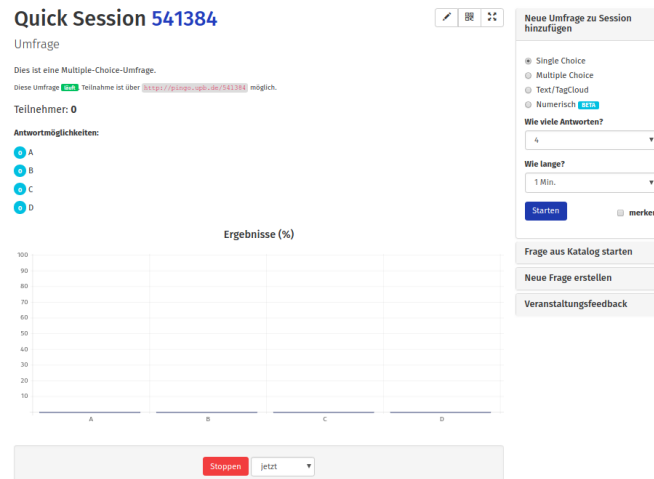 Quick Session 541384
Umfrage
Dies ist eine Multiple-Choice-Umfrage.
Diese Umfrage läuft. Teilnahme ist über http://pingo.upb.de/541384 möglich.
Teilnehmer: 0
Antwortmöglichkeiten:
0 A
0 B
0 C
0 D
Ergebnisse (%)
100
90
80
70
60
50
40
30
20
10
A B C D
Stoppen jetzt
Neue Umfrage zu Session
hinzufügen
Single Choice
Multiple Choice
Text/TagCloud
Numerisch BETA
Wie viele Antworten?
4
Wie lange?
1 Min.
Starten merken
Frage aus Katalog starten
Neue Frage erstellen
Veranstaltungsfeedback